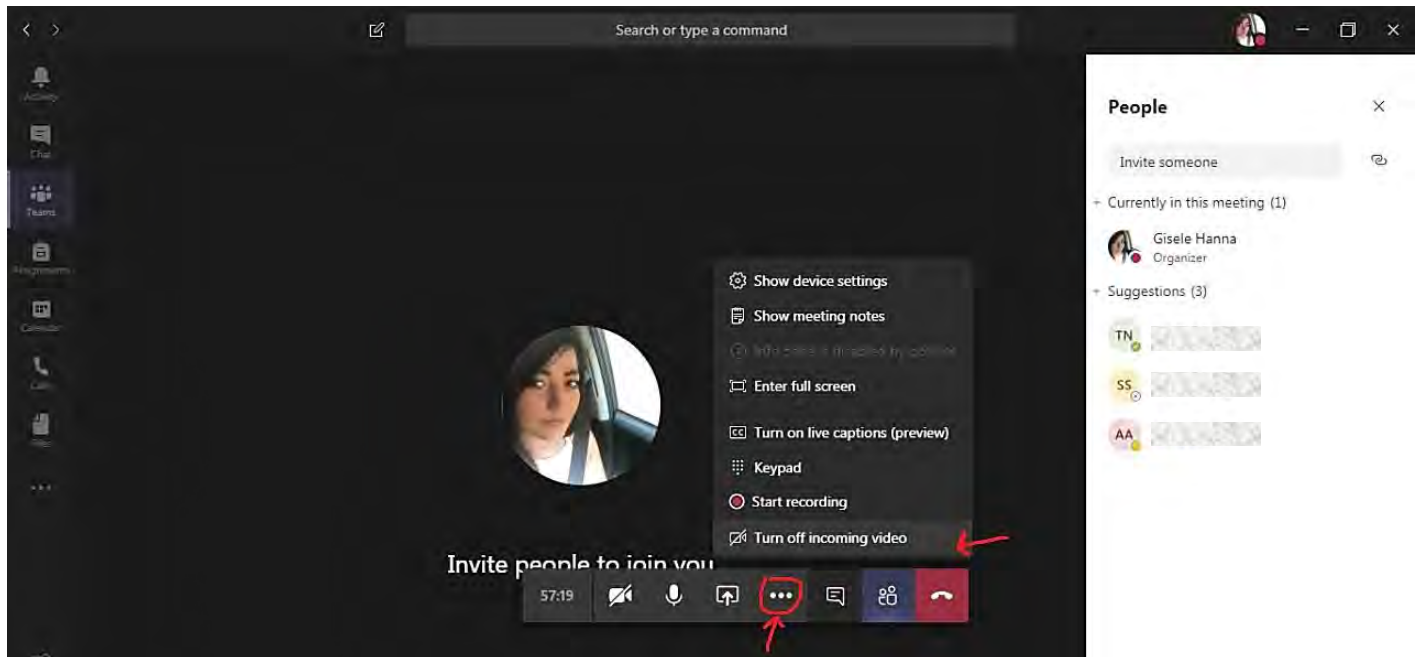 Search or type a command
Activity
Chat
Teams
Assignments
Calendar
Calls
Files
People
Invite someone
Currently in this meeting (1)
Gisele Hanna
Organizer
Suggestions (3)
TN
SS
AA
Show device settings
Show meeting notes
Enter full screen
CC Turn on live captions (preview)
Keypad
Start recording
Turn off incoming video
Invite people to join you
57:19